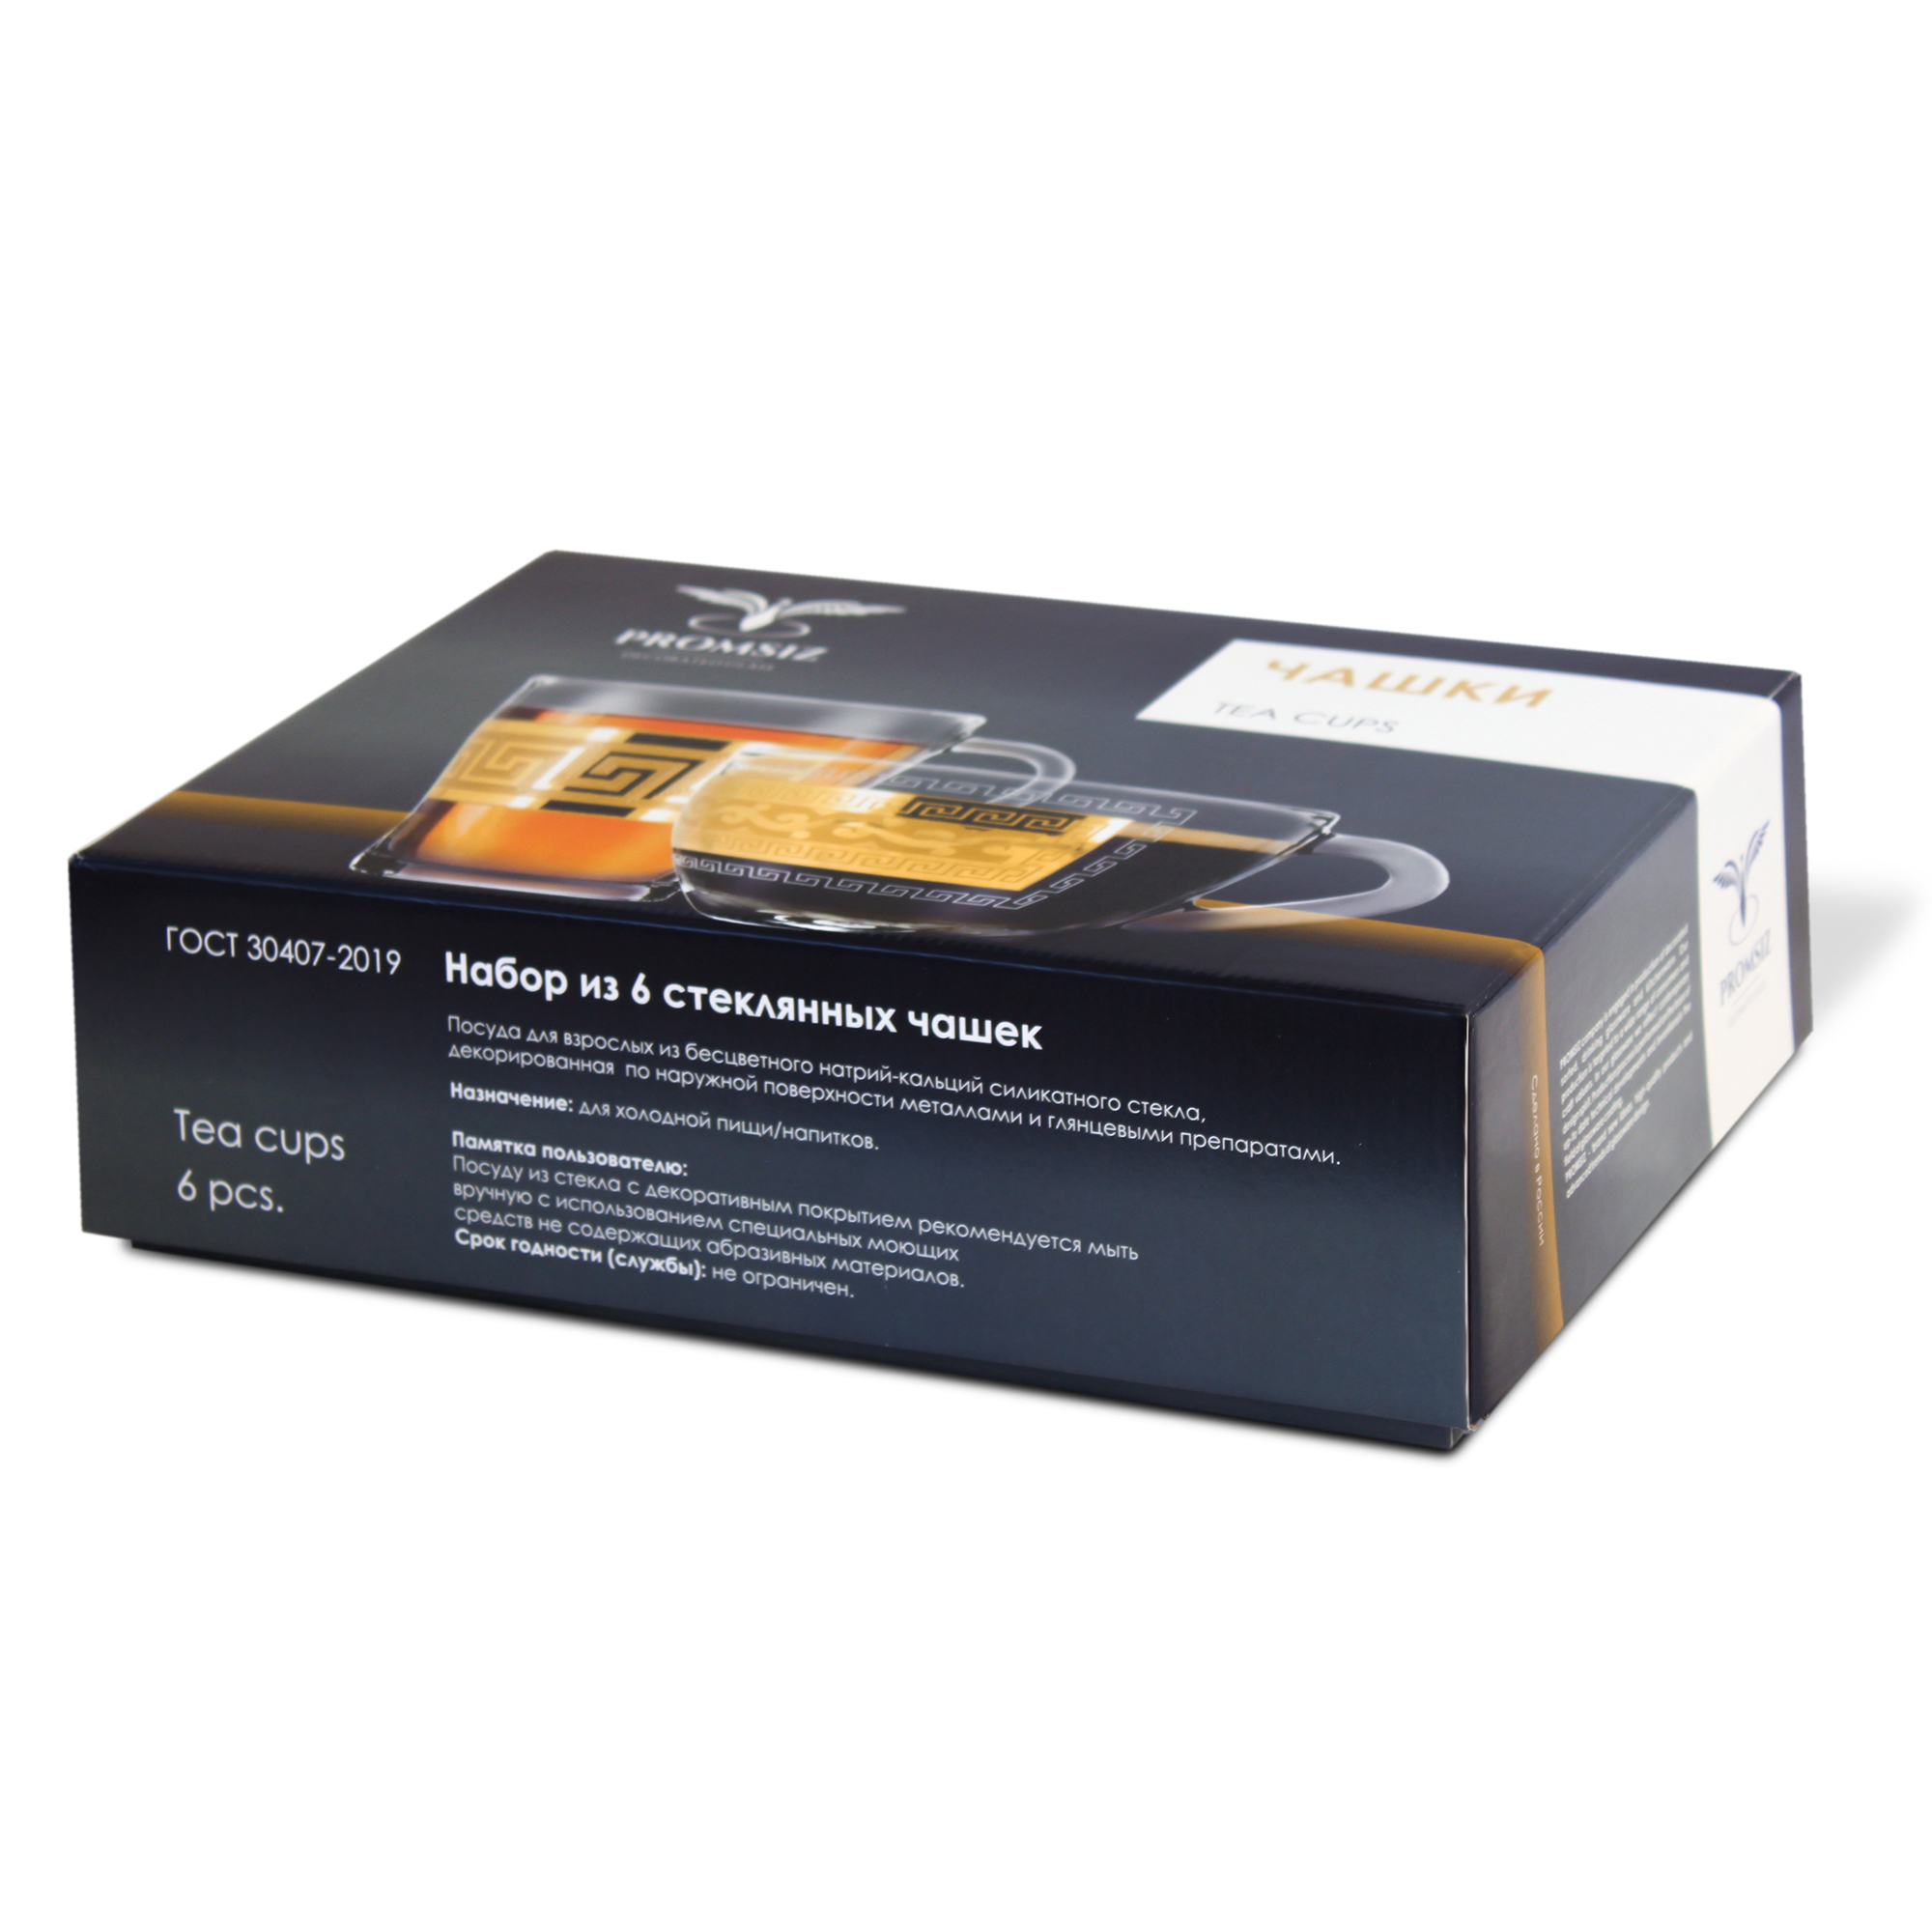 PROMSIZ
ЧАШКИ
TEA CUPS
ГОСТ 30407-2019
Набор из 6 стеклянных чашек
Посуда для взрослых из бесцветного натрий-кальций силикатного стекла,
декорированная по наружной поверхности металлами и глянцевыми препаратами.
Назначение: для холодной пищи/напитков.
Памятка пользователю:
Посуду из стекла с декоративным покрытием рекомендуется мыть
вручную с использованием специальных моющих
средств не содержащих абразивных материалов.
Срок годности (службы): не ограничен.
Tea cups
6 pcs.
Сделано в России
PROMSIZ